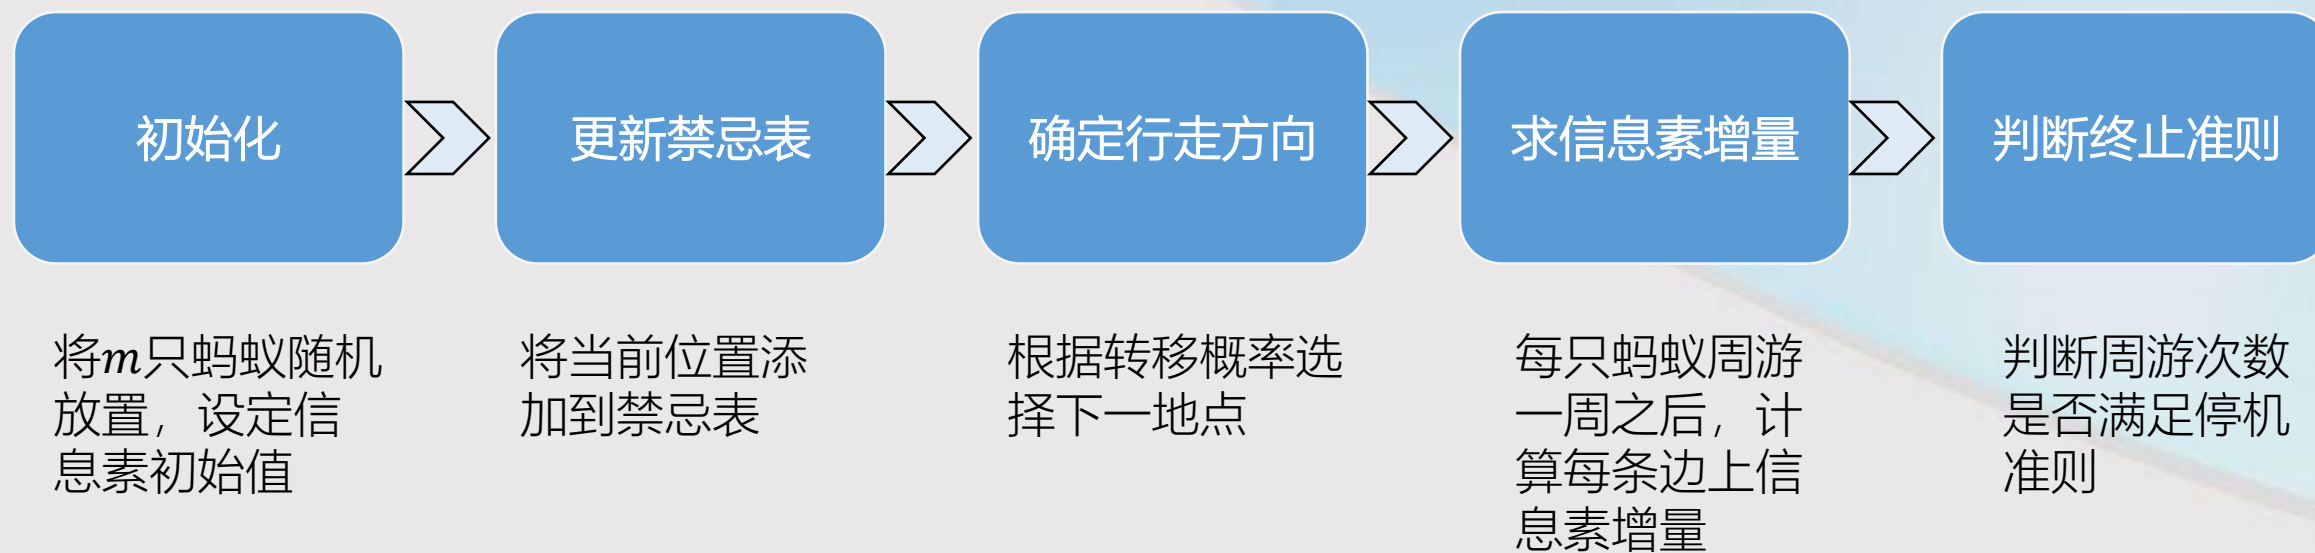 初始化
更新禁忌表
确定行走方向
求信息素增量
判断终止准则
将m只蚂蚁随机
放置，设定信
息素初始值
将当前位置添
加到禁忌表
根据转移概率选
择下一地点
每只蚂蚁周游
一周之后，计
算每条边上信
息素增量
判断周游次数
是否满足停机
准则